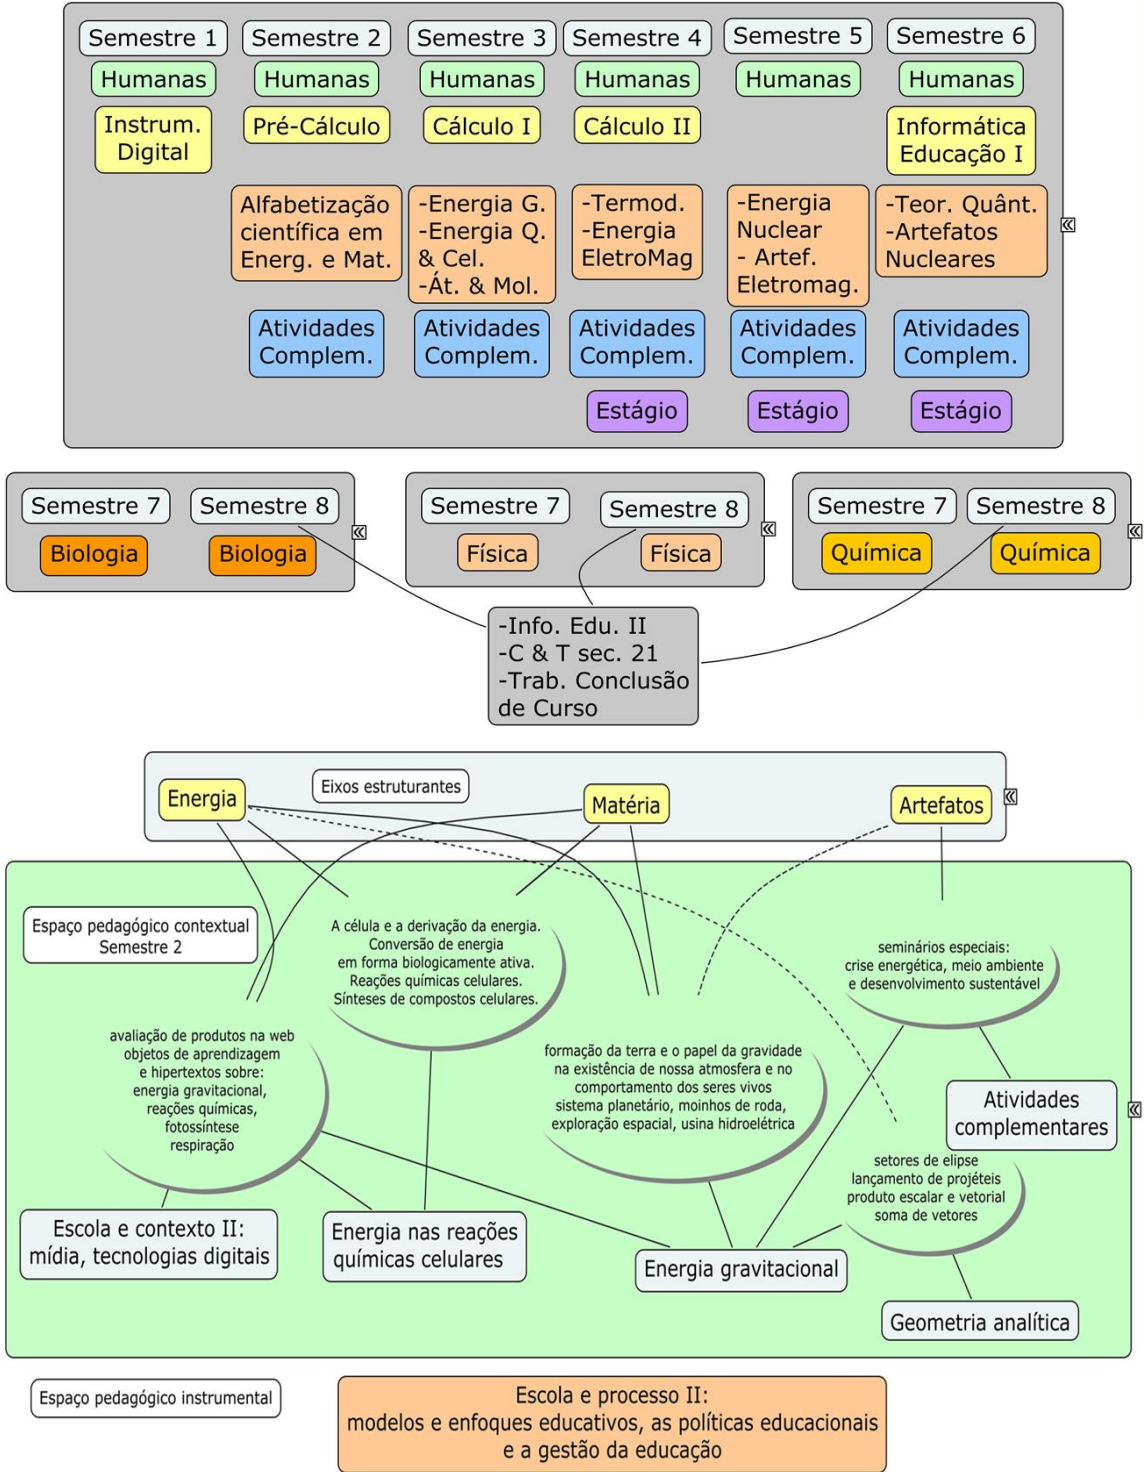 Semestre 1
Semestre 2
Semestre 3
Semestre 4
Semestre 5
Semestre 6
Humanas
Humanas
Humanas
Humanas
Humanas
Humanas
Instrum.
Digital
Pré-Cálculo
Cálculo I
Cálculo II
Informática
Educação I
Alfabetização
científica em
Energ. e Mat.
-Energia G.
-Energia Q.
& Cel.
-Át. & Mol.
-Termod.
-Energia
EletroMag
-Energia
Nuclear
- Artef.
Eletromag.
-Teor. Quânt.
-Artefatos
Nucleares
Atividades
Complem.
Atividades
Complem.
Atividades
Complem.
Atividades
Complem.
Atividades
Complem.
Estágio
Estágio
Estágio
Semestre 7
Semestre 8
Biologia
Biologia
Semestre 7
Semestre 8
Física
Física
Semestre 7
Semestre 8
Química
Química
-Info. Edu. II
-C & T sec. 21
-Trab. Conclusão
de Curso
Energia
Eixos estruturantes
Matéria
Artefatos
Espaço pedagógico contextual
Semestre 2
A célula e a derivação da energia.
Conversão de energia
em forma biologicamente ativa.
Reações químicas celulares.
Sínteses de compostos celulares.
seminários especiais:
crise energética, meio ambiente
e desenvolvimento sustentável
avaliação de produtos na web
objetos de aprendizagem
e hipertextos sobre:
energia gravitacional,
reações químicas,
fotossíntese
respiração
formação da terra e o papel da gravidade
na existência de nossa atmosfera e no
comportamento dos seres vivos
sistema planetário, moinhos de roda,
exploração espacial, usina hidroelétrica
Atividades
complementares
setores de elipse
lançamento de projéteis
produto escalar e vetorial
soma de vetores
Escola e contexto II:
mídia, tecnologias digitais
Energia nas reações
químicas celulares
Energia gravitacional
Geometria analítica
Espaço pedagógico instrumental
Escola e processo II:
modelos e enfoques educativos, as políticas educacionais
e a gestão da educação